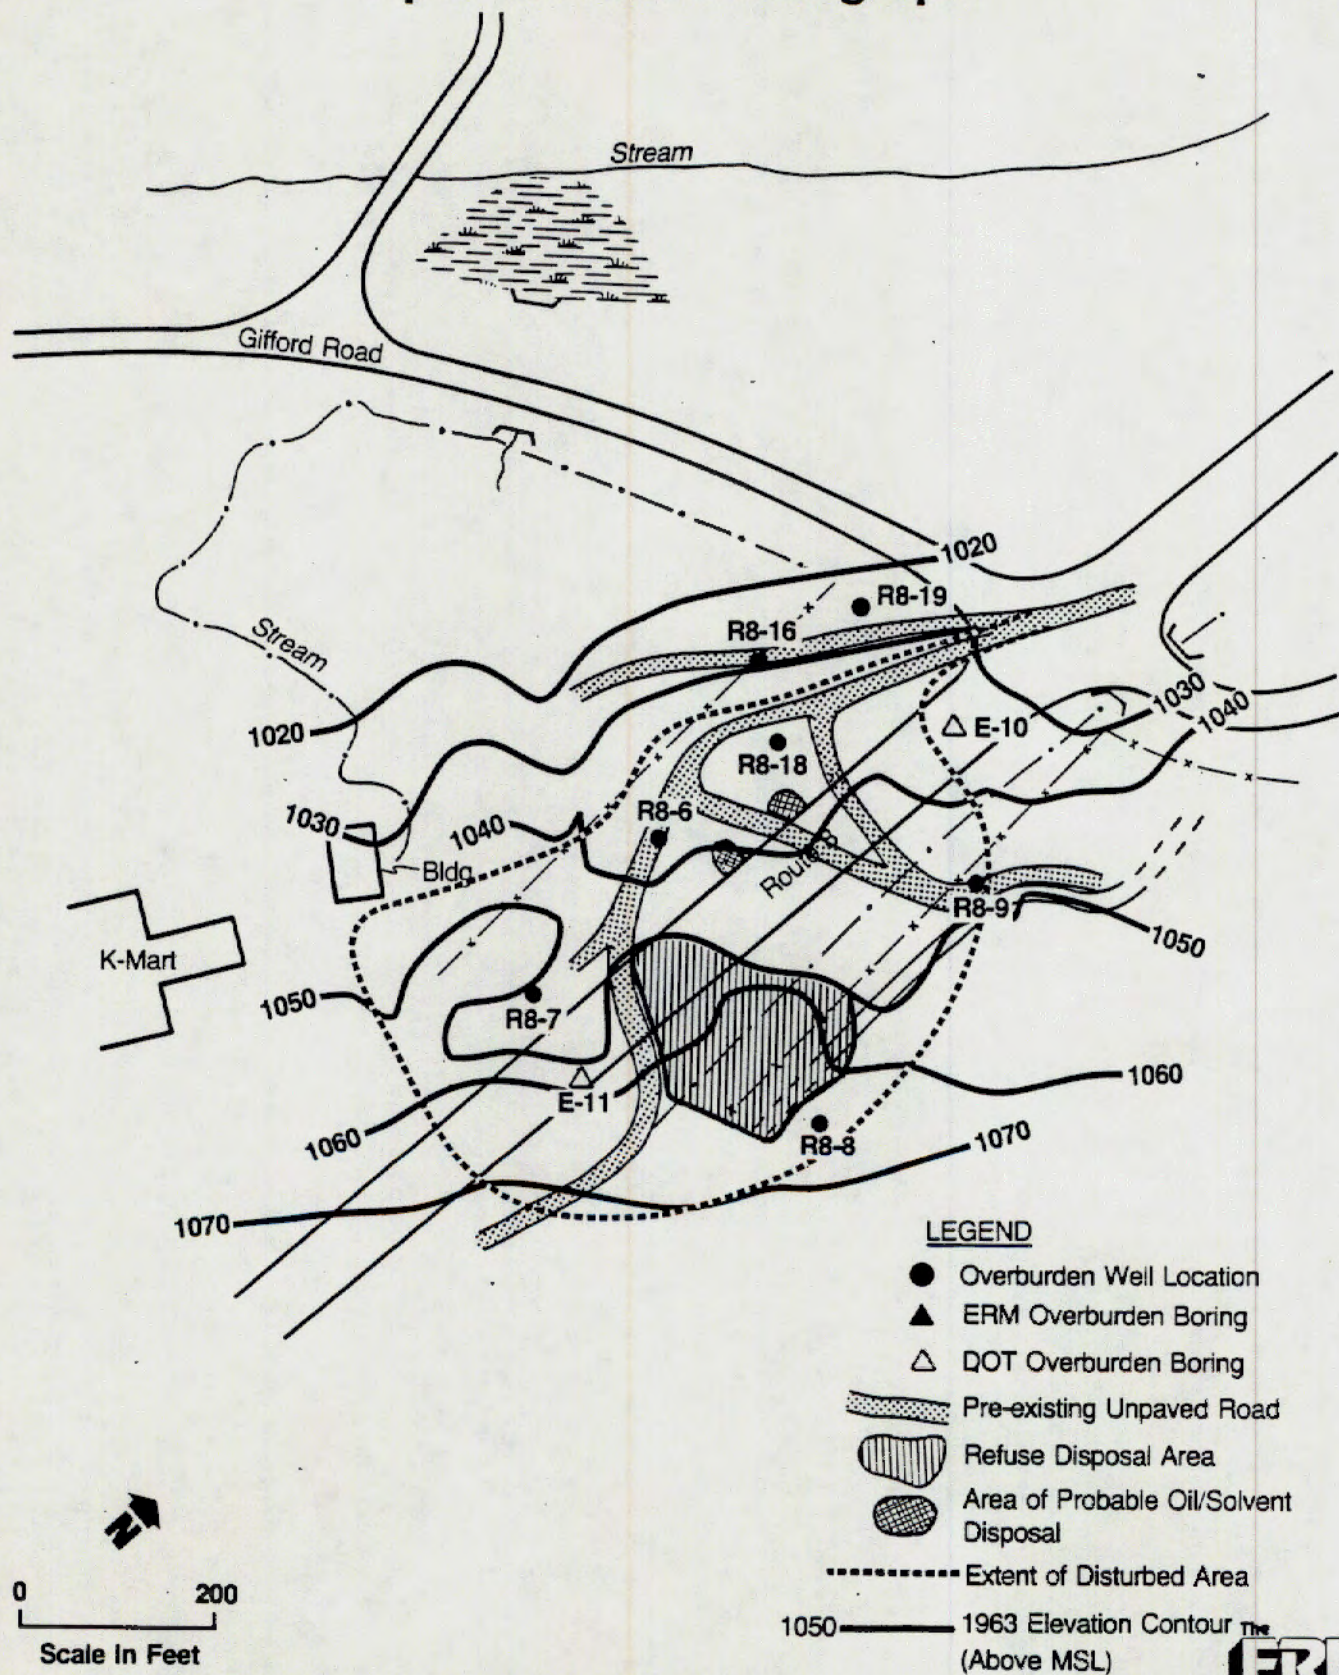 Stream
Gifford Road
1020
R8-19
R8-16
Stream
1030
1040
1020
E-10
R8-18
R8-6
1030
1040
Bldg
Route 8
R8-9
1050
K-Mart
1050
R8-7
E-11
1060
1060
R8-8
1070
1070
LEGEND
Overburden Well Location
ERM Overburden Boring
DOT Overburden Boring
Pre-existing Unpaved Road
Refuse Disposal Area
Area of Probable Oil/Solvent
Disposal
Extent of Disturbed Area
1050 1963 Elevation Contour
(Above MSL)
The
N
0 200
Scale In Feet